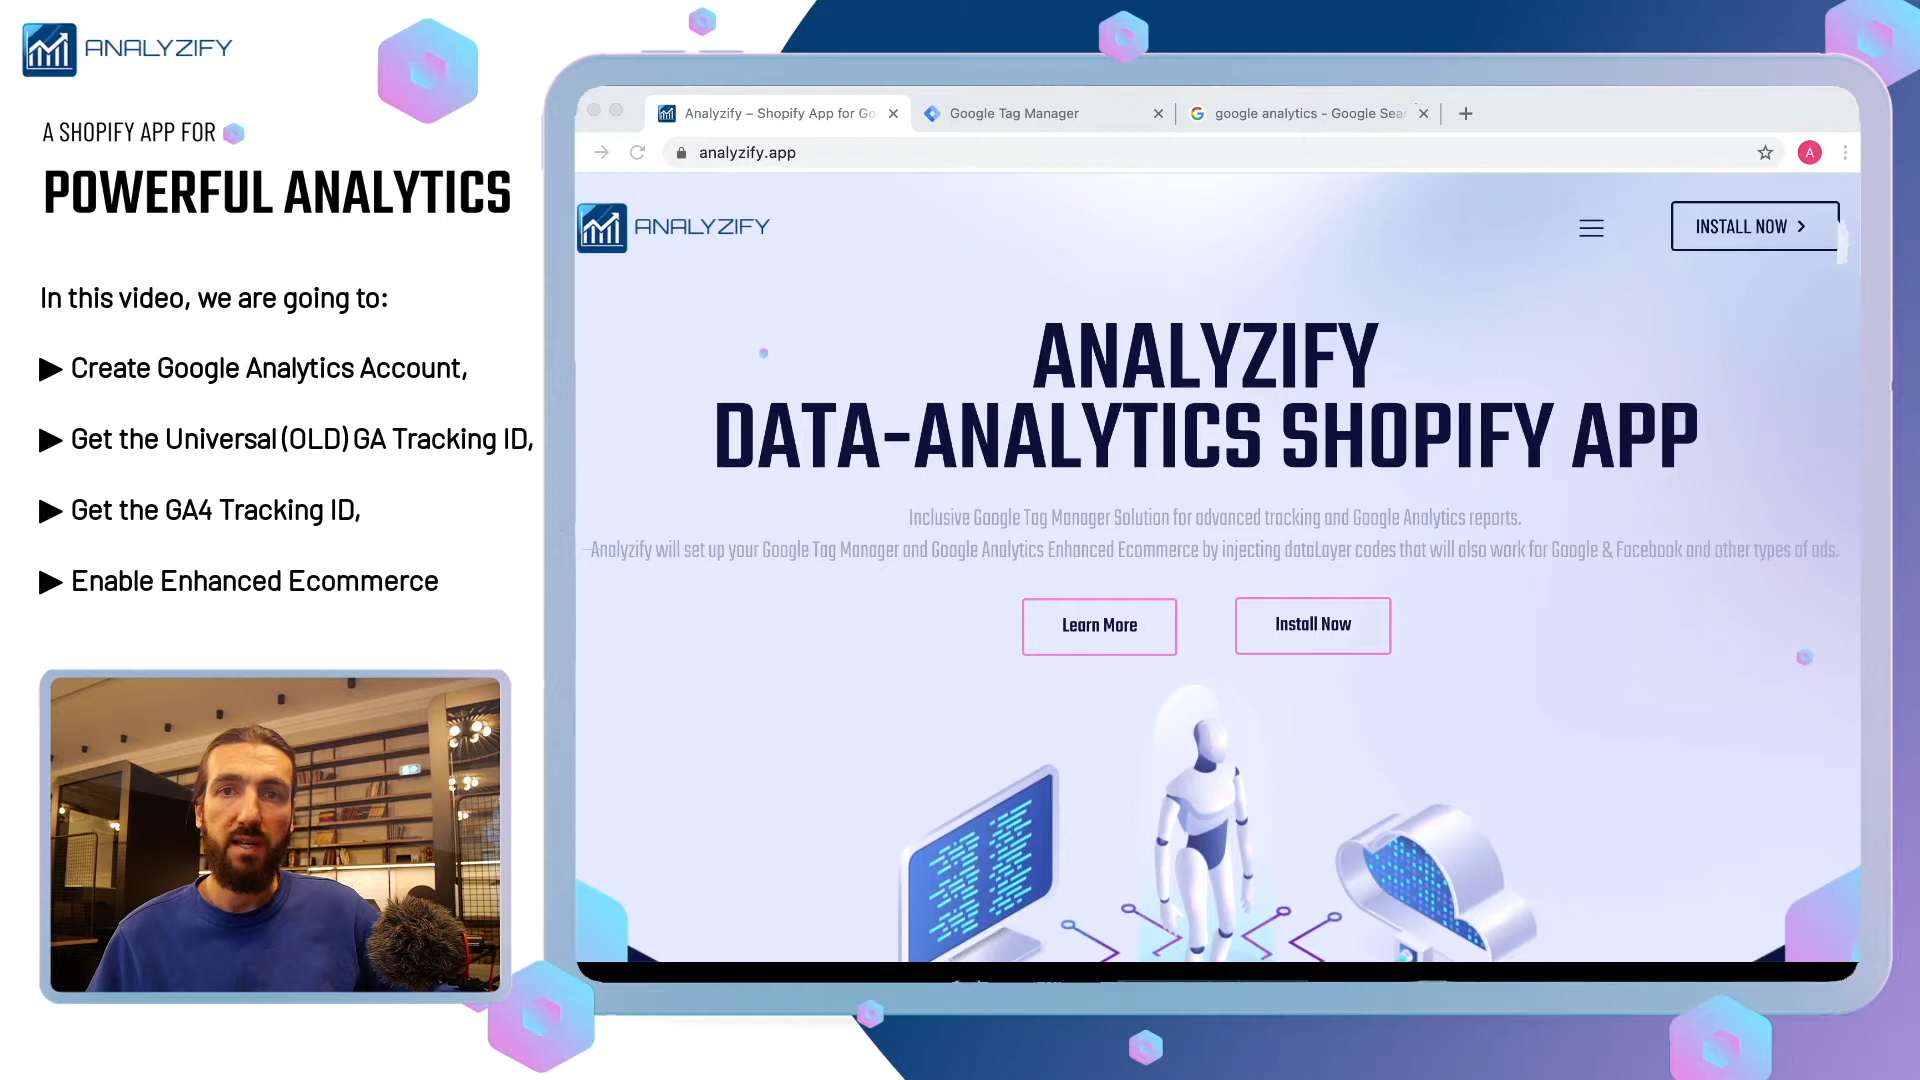 ANALYZIFY
A SHOPIFY APP FOR
POWERFUL ANALYTICS
In this video, we are going to:
▶ Create Google Analytics Account,
▶ Get the Universal (OLD) GA Tracking ID,
▶ Get the GA4 Tracking ID,
▶ Enable Enhanced Ecommerce
Analyzify – Shopify App for Go
Google Tag Manager
google analytics - Google Sear
analyzify.app
A
ANALYZIFY
INSTALL NOW
ANALYZIFY
DATA-ANALYTICS SHOPIFY APP
Inclusive Google Tag Manager Solution for advanced tracking and Google Analytics reports.
Analyzify will set up your Google Tag Manager and Google Analytics Enhanced Ecommerce by injecting dataLayer codes that will also work for Google & Facebook and other types of ads.
Learn More
Install Now